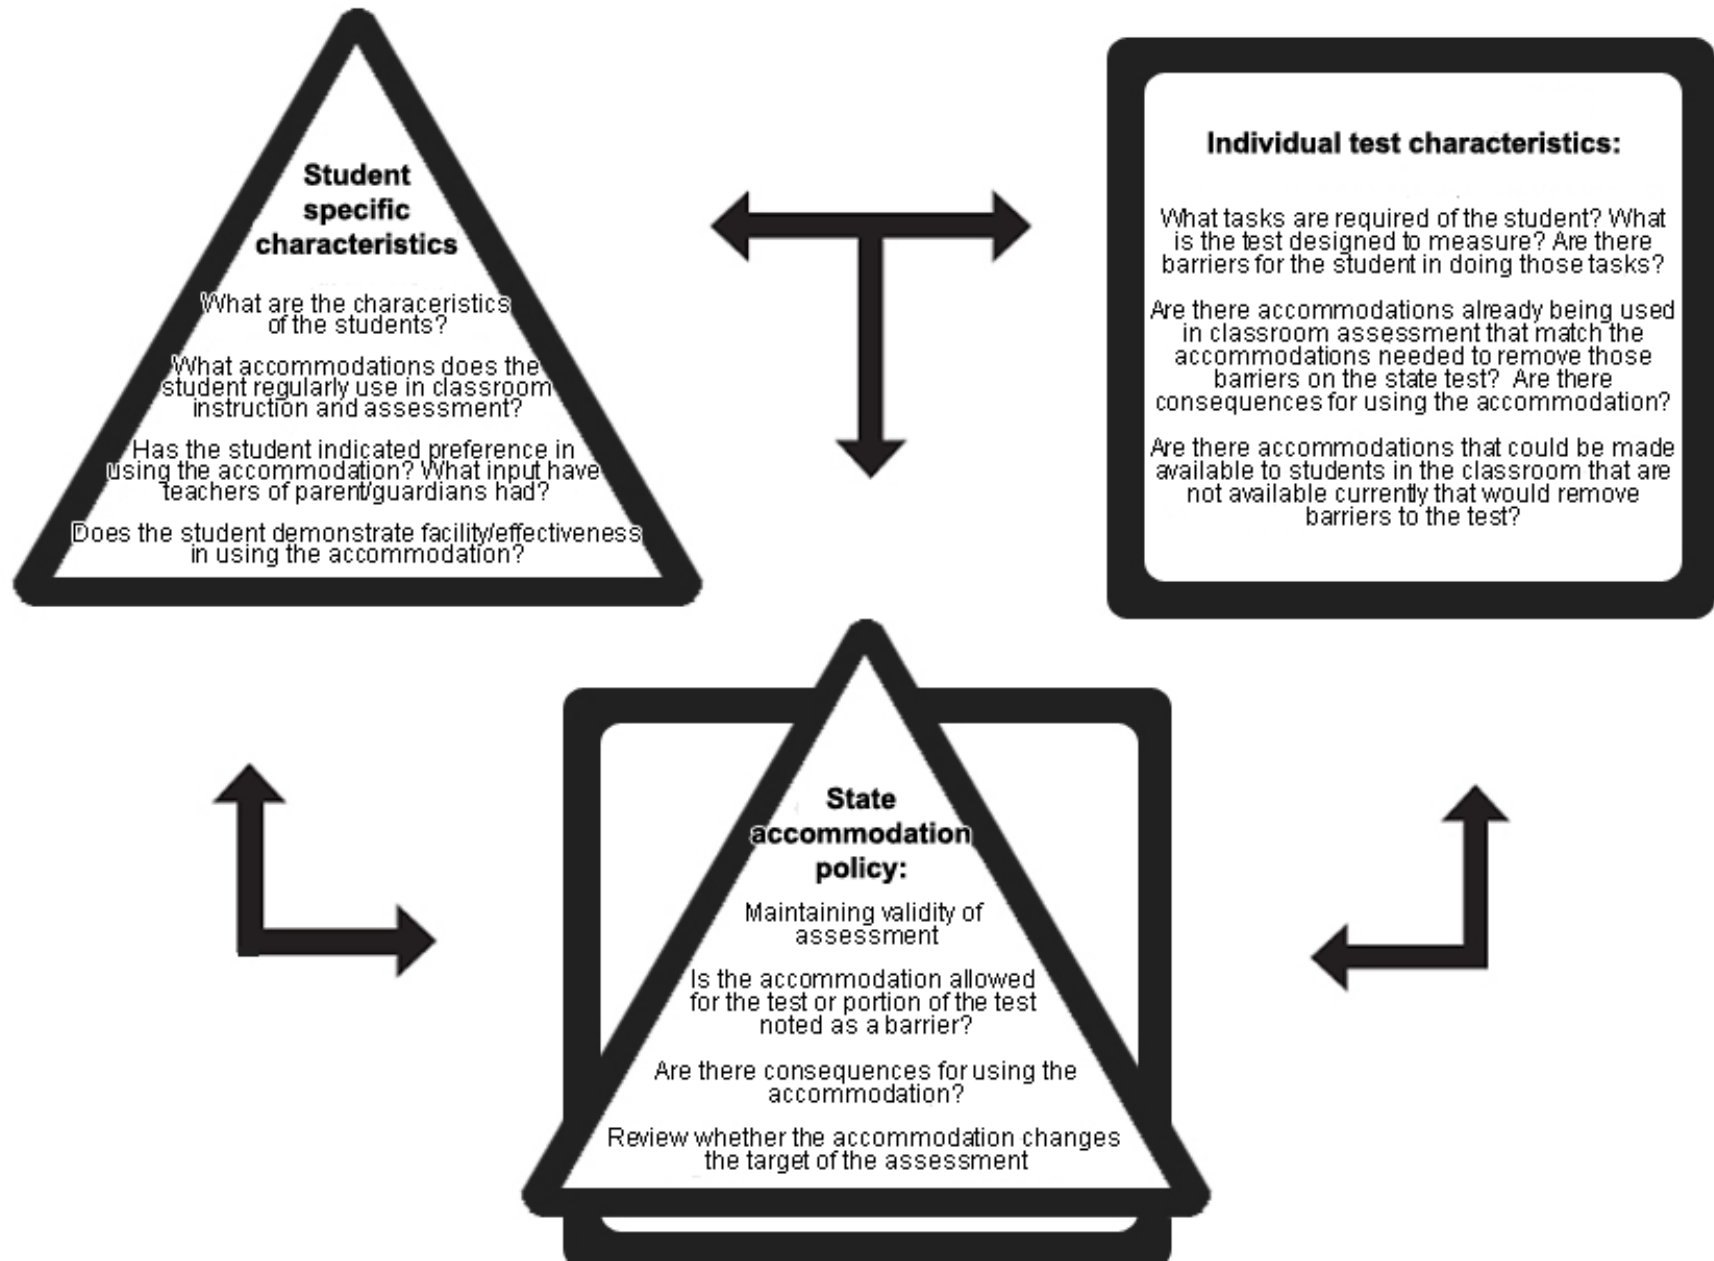 Student
specific
characteristics
What are the characeristics
of the students?
What accommodations does the
student regularly use in classroom
instruction and assessment?
Has the student indicated preference in
using the accommodation? What input have
teachers of parent/guardians had?
Does the student demonstrate facility/effectiveness
in using the accommodation?
Individual test characteristics:
What tasks are required of the student? What
is the test designed to measure? Are there
barriers for the student in doing those tasks?
Are there accommodations already being used
in classroom assessment that match the
accommodations needed to remove those
barriers on the state test? Are there
consequences for using the accommodation?
Are there accommodations that could be made
available to students in the classroom that are
not available currently that would remove
barriers to the test?
State
accommodation
policy:
Maintaining validity of
assessment
Is the accommodation allowed
for the test or portion of the test
noted as a barrier?
Are there consequences for using the
accommodation?
Review whether the accommodation changes
the target of the assessment